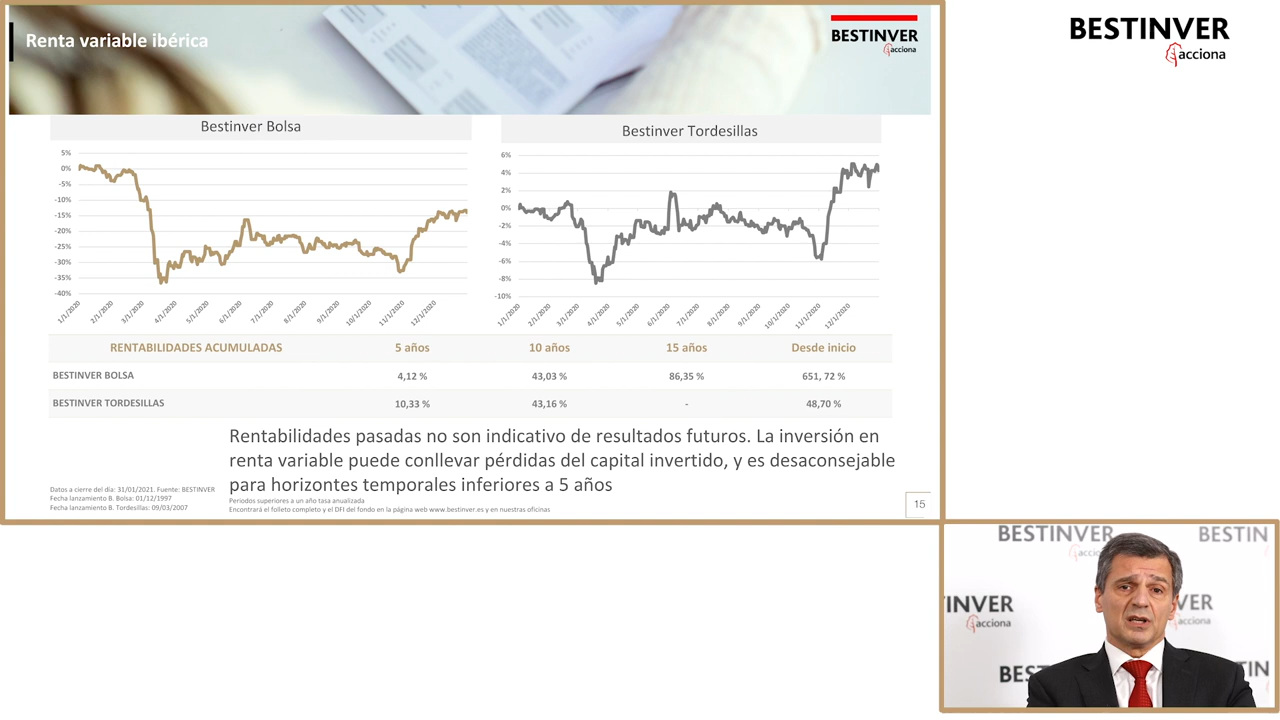 Renta variable ibérica
BESTINVER
acciona
BESTINVER
acciona
Bestinver Bolsa
5%
0%
-5%
-10%
-15%
-20%
-25%
-30%
-35%
-40%
1/1/2020
2/1/2020
3/1/2020
4/1/2020
5/1/2020
6/1/2020
7/1/2020
8/1/2020
9/1/2020
10/1/2020
11/1/2020
12/1/2020
Bestinver Tordesillas
6%
4%
2%
0%
-2%
-4%
-6%
-8%
-10%
1/1/2020
2/1/2020
3/1/2020
4/1/2020
5/1/2020
6/1/2020
7/1/2020
8/1/2020
9/1/2020
10/1/2020
11/1/2020
12/1/2020
RENTABILIDADES ACUMULADAS 5 años 10 años 15 años Desde inicio
BESTINVER BOLSA 4,12 % 43,03 % 86,35 % 651, 72 %
BESTINVER TORDESILLAS 10,33 % 43,16 % - 48,70 %
Rentabilidades pasadas no son indicativo de resultados futuros. La inversión en
renta variable puede conllevar pérdidas del capital invertido, y es desaconsejable
para horizontes temporales inferiores a 5 años
Datos a cierre del día: 31/01/2021. Fuente: BESTINVER
Fecha lanzamiento B. Bolsa: 01/12/1997
Fecha lanzamiento B. Tordesillas: 09/03/2007
Periodos superiores a un año tasa anualizada
Encontrará el folleto completo y el DFI del fondo en la página web www.bestinver.es y en nuestras oficinas
15
BESTINVER
acciona
BESTIN
INVER
acciona
VER
acciona
BES
TIN